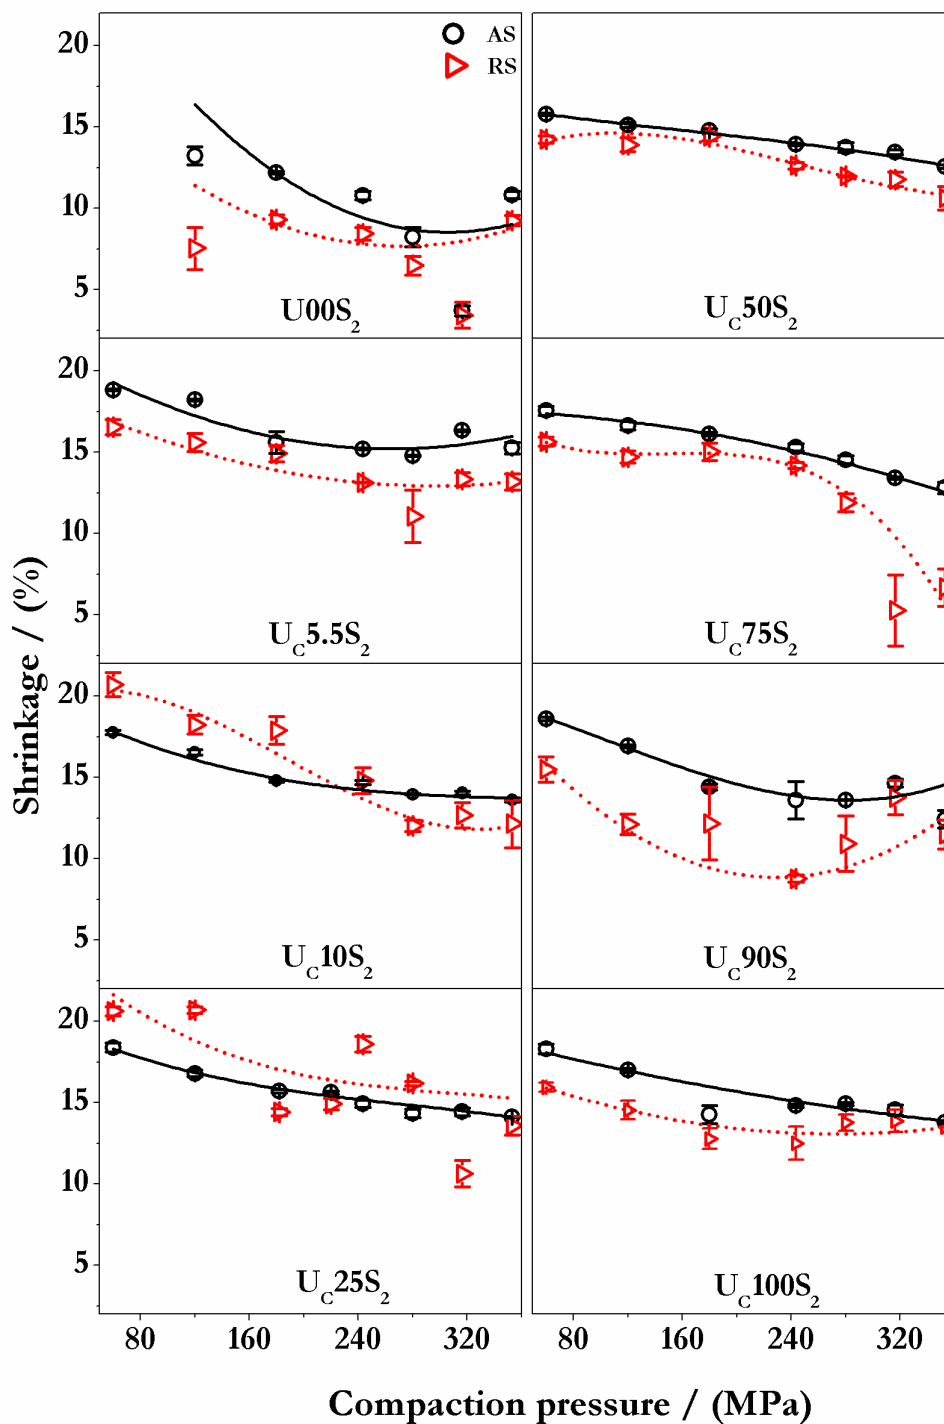 20
15
10
5
AS
RS
U00S2
UC50S2
20
15
10
5
UC5.5S2
UC75S2
20
15
10
5
UC10S2
UC90S2
20
15
10
5
UC25S2
UC100S2
80 160 240 320
80 160 240 320
Shrinkage / (%)
Compaction pressure / (MPa)